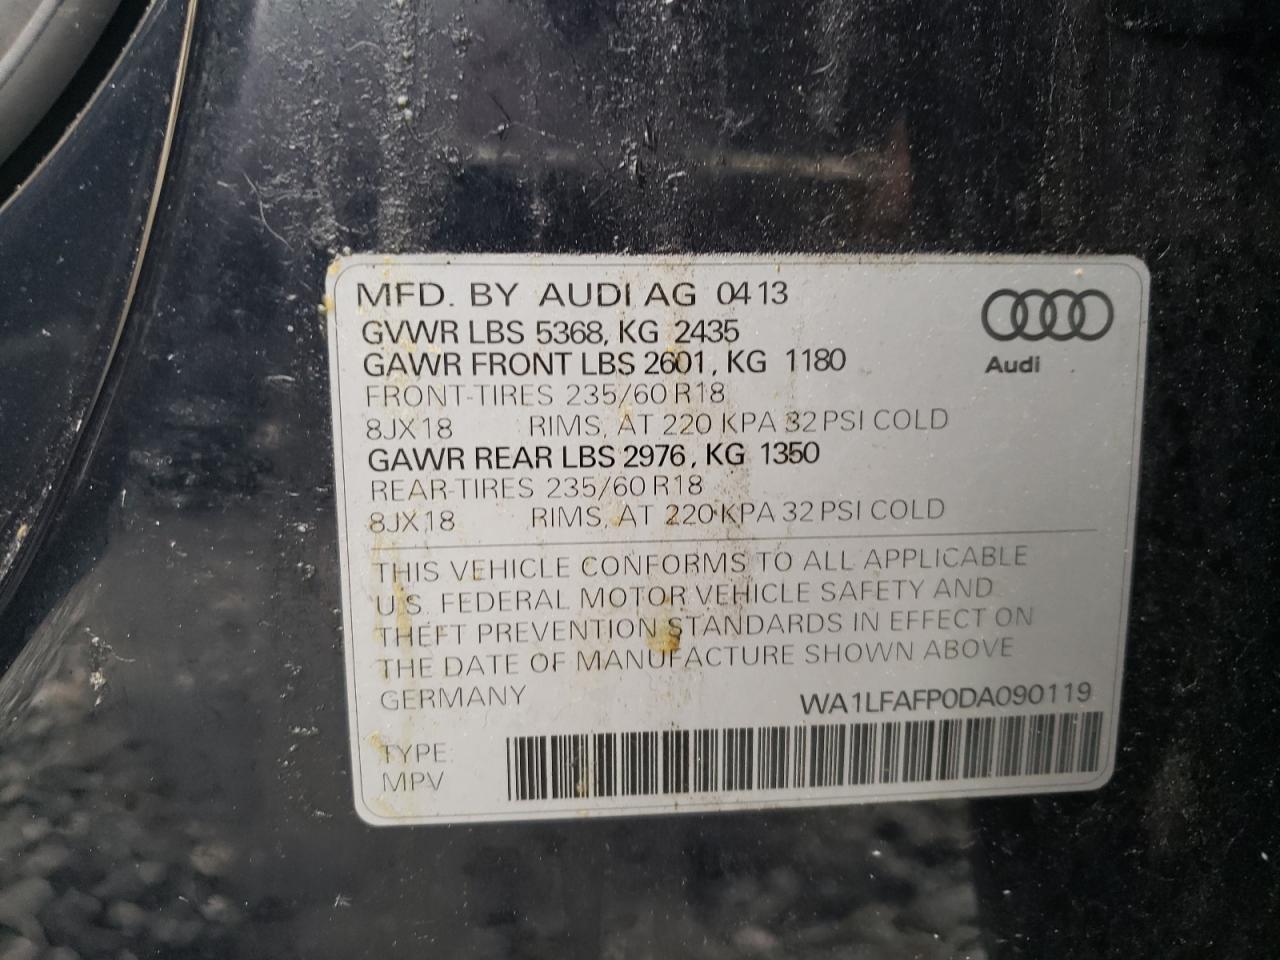 MFD. BY AUDI AG 0413
GVWR LBS 5368, KG 2435
GAWR FRONT LBS 2601, KG 1180
FRONT-TIRES 235/60 R18
8JX18 RIMS, AT 220 KPA 32 PSI COLD
GAWR REAR LBS 2976, KG 1350
REAR-TIRES 235/60 R18
8JX18 RIMS, AT 220 KPA 32 PSI COLD
Audi
THIS VEHICLE CONFORMS TO ALL APPLICABLE
U.S. FEDERAL MOTOR VEHICLE SAFETY AND
THEFT PREVENTION STANDARDS IN EFFECT ON
THE DATE OF MANUFACTURE SHOWN ABOVE
GERMANY WA1LFAFP0DA090119
TYPE:
MPV